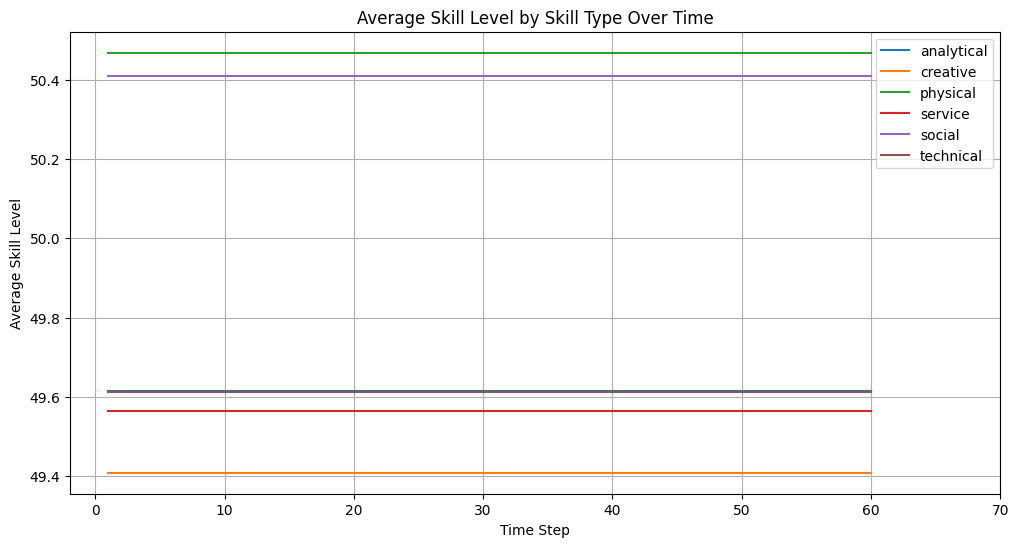 Average Skill Level by Skill Type Over Time
Average Skill Level
50.4
50.2
50.0
49.8
49.6
49.4
analytical
creative
physical
service
social
technical
0 10 20 30 40 50 60 70
Time Step